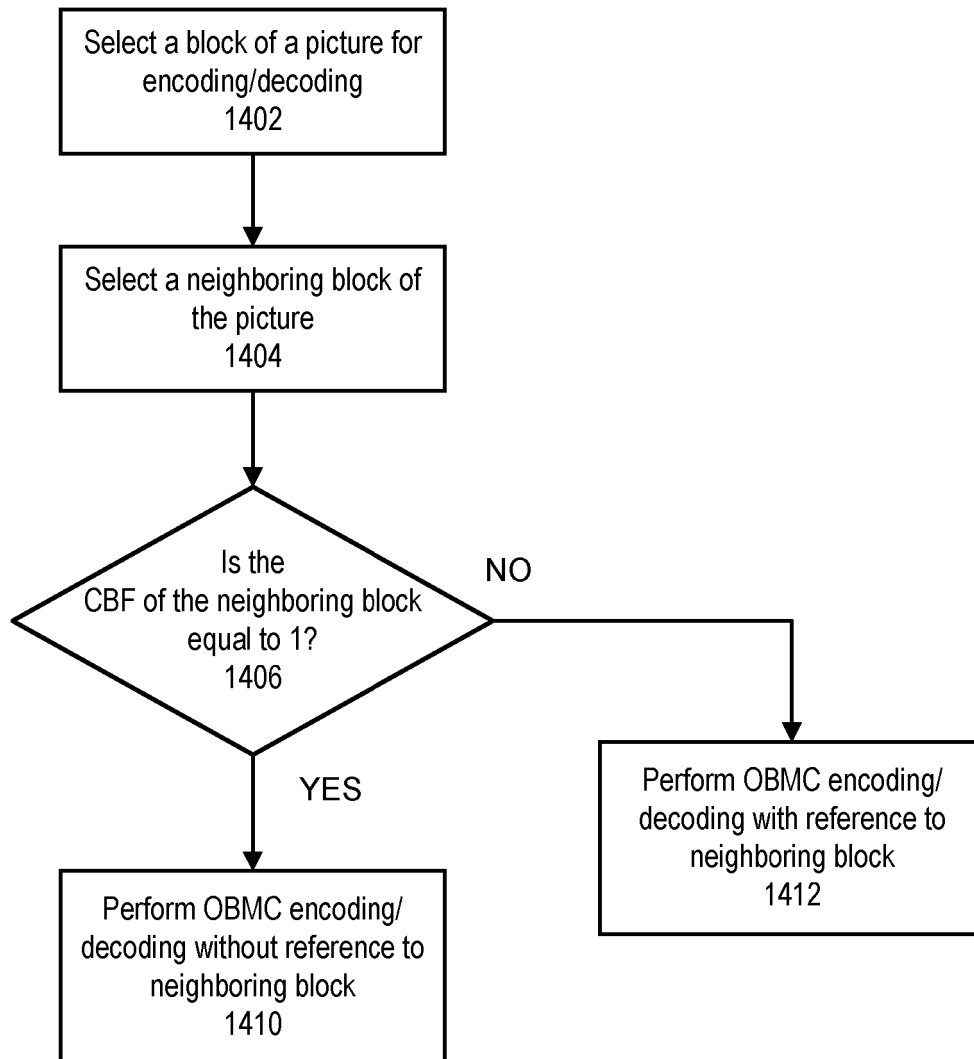 Select a block of a picture for
encoding/decoding
1402
Select a neighboring block of
the picture
1404
Is the
CBF of the neighboring block
equal to 1?
1406
NO
YES
Perform OBMC encoding/
decoding with reference to
neighboring block
1412
Perform OBMC encoding/
decoding without reference to
neighboring block
1410